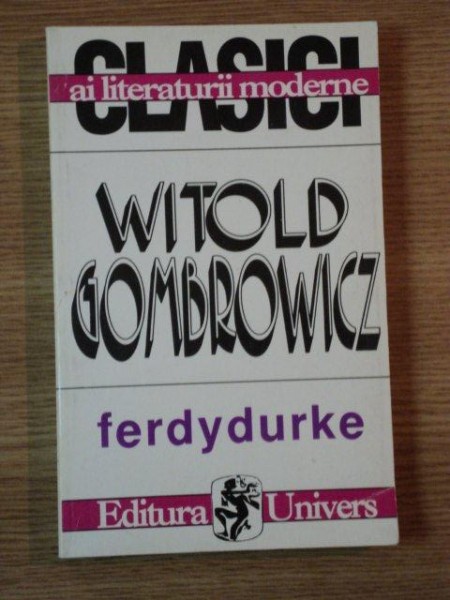 CLASICI
ai literaturii moderne
WITOLD
GOMBROWICZ
ferdydurke
Editura Univers